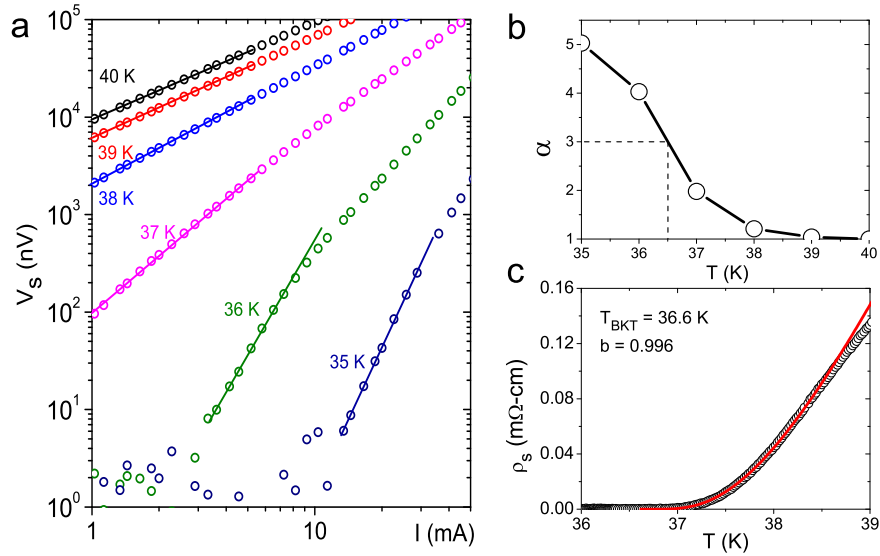 a
V_s (nV)
10^5
10^4
10^3
10^2
10^1
10^0
40 K
39 K
38 K
37 K
36 K
35 K
1
10
I (mA)
b
α
5
4
3
2
1
35
36
37
38
39
40
T (K)
c
ρ_s (mΩ-cm)
0.16
0.12
0.08
0.04
0.00
T_BKT = 36.6 K
b = 0.996
36
37
38
39
T (K)